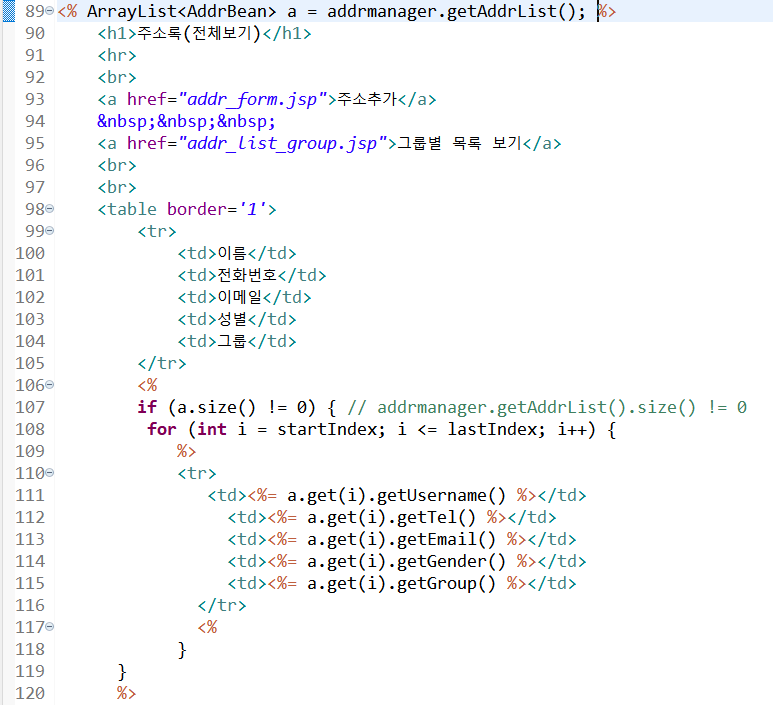 89 <% ArrayList<AddrBean> a = addrmanager.getAddrList(); %>
90 <h1>주소록(전체보기)</h1>
91 <hr>
92 <br>
93 <a href="addr_form.jsp">주소추가</a>
94 &nbsp;&nbsp;&nbsp;
95 <a href="addr_list_group.jsp">그룹별 목록 보기</a>
96 <br>
97 <br>
98 <table border='1'>
99 <tr>
100 <td>이름</td>
101 <td>전화번호</td>
102 <td>이메일</td>
103 <td>성별</td>
104 <td>그룹</td>
105 </tr>
106 <%
107 if (a.size() != 0) { // addrmanager.getAddrList().size() != 0
108 for (int i = startIndex; i <= lastIndex; i++) {
109 %>
110 <tr>
111 <td><%= a.get(i).getUsername() %></td>
112 <td><%= a.get(i).getTel() %></td>
113 <td><%= a.get(i).getEmail() %></td>
114 <td><%= a.get(i).getGender() %></td>
115 <td><%= a.get(i).getGroup() %></td>
116 </tr>
117 <%
118 }
119 }
120 %>